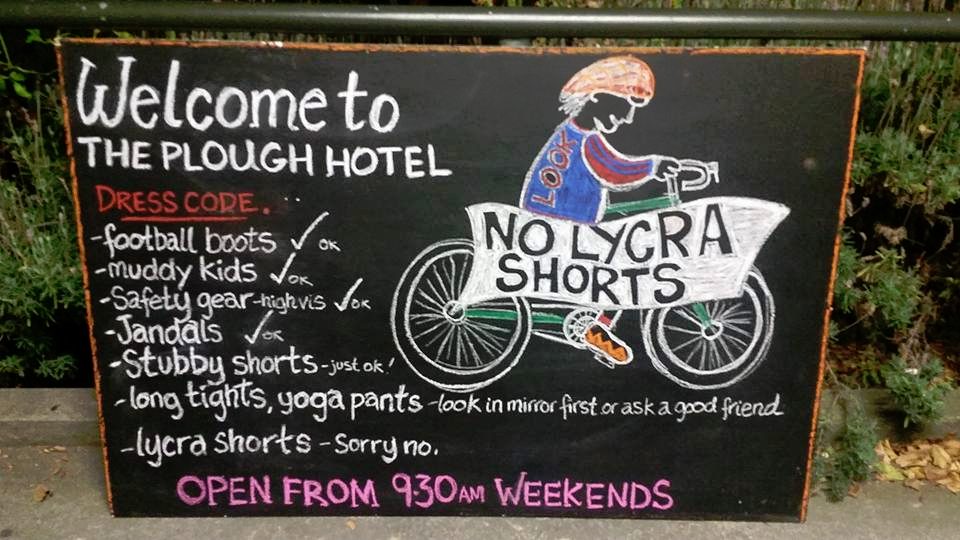 Welcome to
THE PLOUGH HOTEL
DRESS CODE...
-football boots ✓ OK
-muddy kids ✓ OK
-Safety gear-high vis ✓ OK
-Jandals ✓ OK
-Stubby shorts-just ok!
-long tights, yoga pants -look in mirror first or ask a good friend
-lycra shorts - Sorry no.
OPEN FROM 9.30AM WEEKENDS
LOOK
NO LYCRA
SHORTS